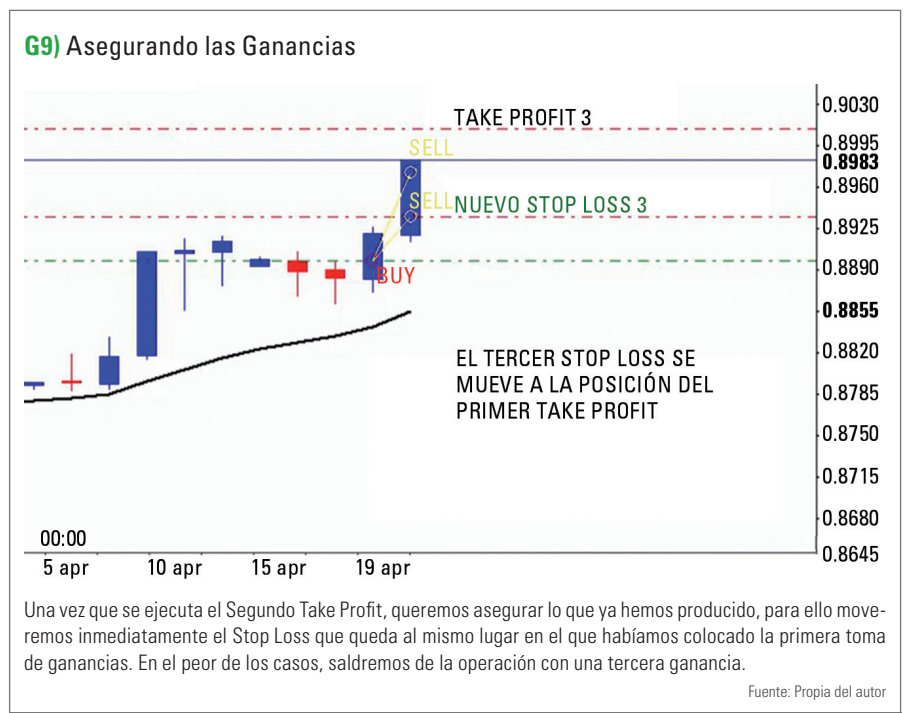 G9) Asegurando las Ganancias
TAKE PROFIT 3
SELL
SELL
NUEVO STOP LOSS 3
BUY
EL TERCER STOP LOSS SE
MUEVE A LA POSICIÓN DEL
PRIMER TAKE PROFIT
0.9030
0.8995
0.8983
0.8960
0.8925
0.8890
0.8855
0.8820
0.8785
0.8750
0.8715
0.8680
0.8645
00:00
5 apr 10 apr 15 apr 19 apr
Una vez que se ejecuta el Segundo Take Profit, queremos asegurar lo que ya hemos producido, para ello move-
remos inmediatamente el Stop Loss que queda al mismo lugar en el que habíamos colocado la primera toma
de ganancias. En el peor de los casos, saldremos de la operación con una tercera ganancia.
Fuente: Propia del autor